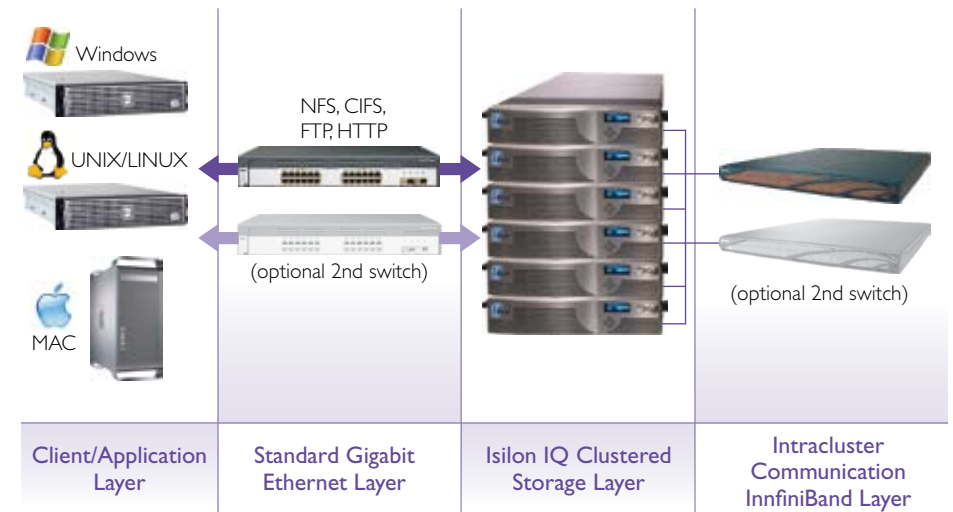 Windows
UNIX/LINUX
MAC
NFS, CIFS,
FTP, HTTP
(optional 2nd switch)
(optional 2nd switch)
Client/Application
Layer
Standard Gigabit
Ethernet Layer
Isilon IQ Clustered
Storage Layer
Intracluster
Communication
InnfiniBand Layer